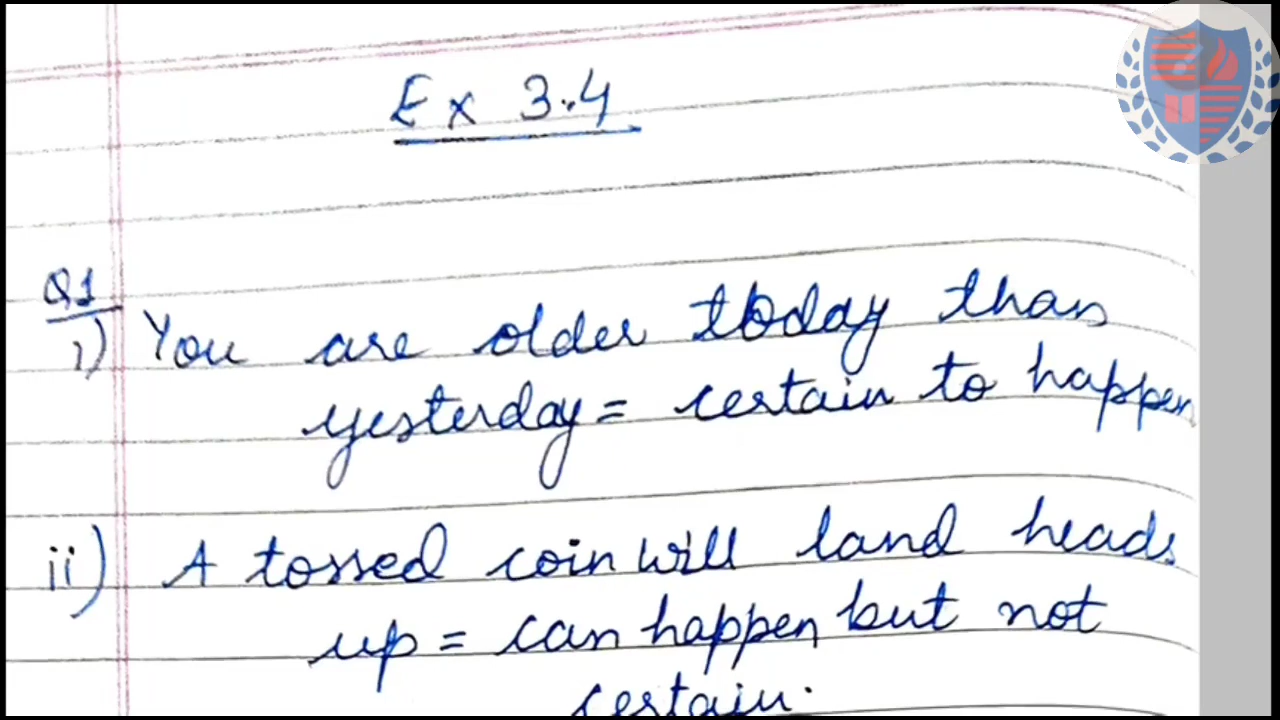 Ex 3.4
Q1
i) You are older today than
yesterday = certain to happen
ii) A tossed coin will land heads
up = can happen but not
certain.